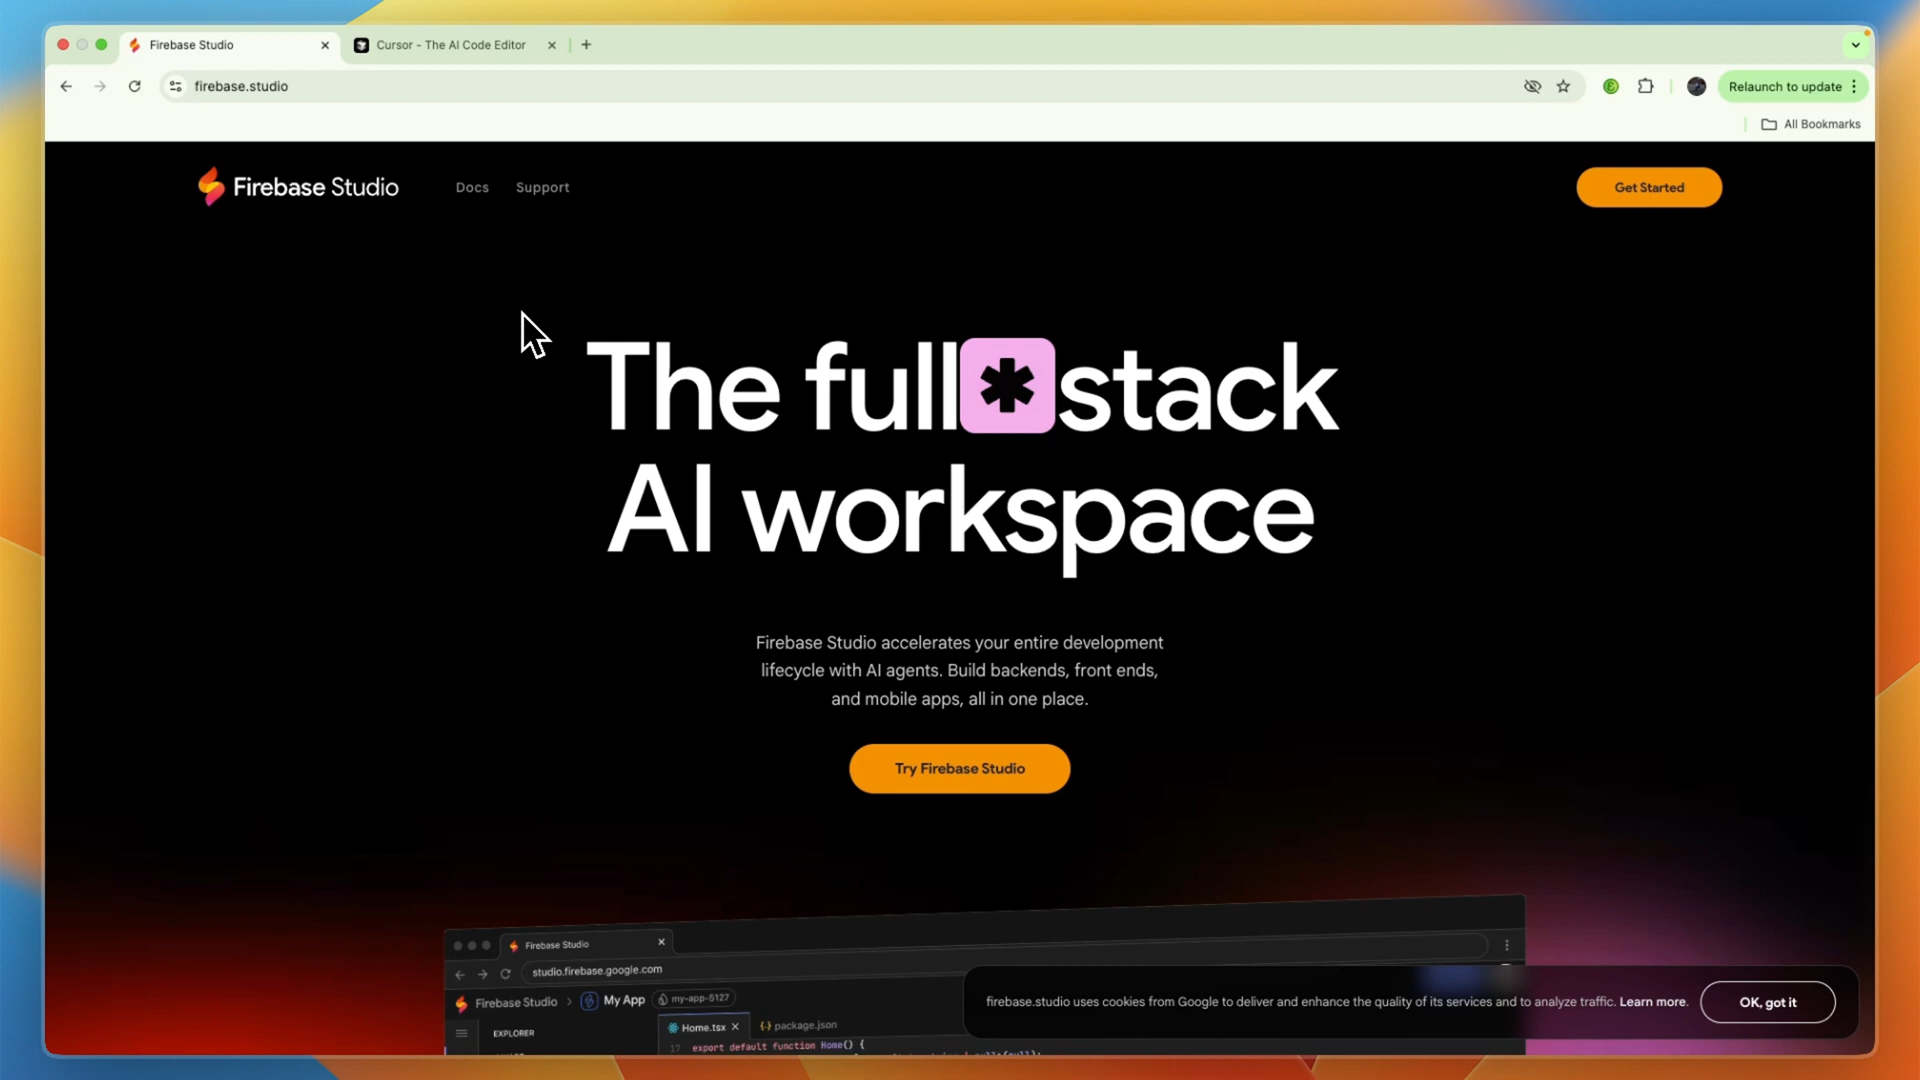 Firebase Studio
Cursor - The AI Code Editor
firebase.studio
Relaunch to update
All Bookmarks
Firebase Studio
Docs
Support
Get Started
The full*stack
AI workspace
Firebase Studio accelerates your entire development
lifecycle with AI agents. Build backends, front ends,
and mobile apps, all in one place.
Try Firebase Studio
Firebase Studio
studio.firebase.google.com
Firebase Studio > My App my-app-5127
EXPLORER
Home.tsx
{.} package.json
17 export default function Home() {
firebase.studio uses cookies from Google to deliver and enhance the quality of its services and to analyze traffic. Learn more.
OK, got it